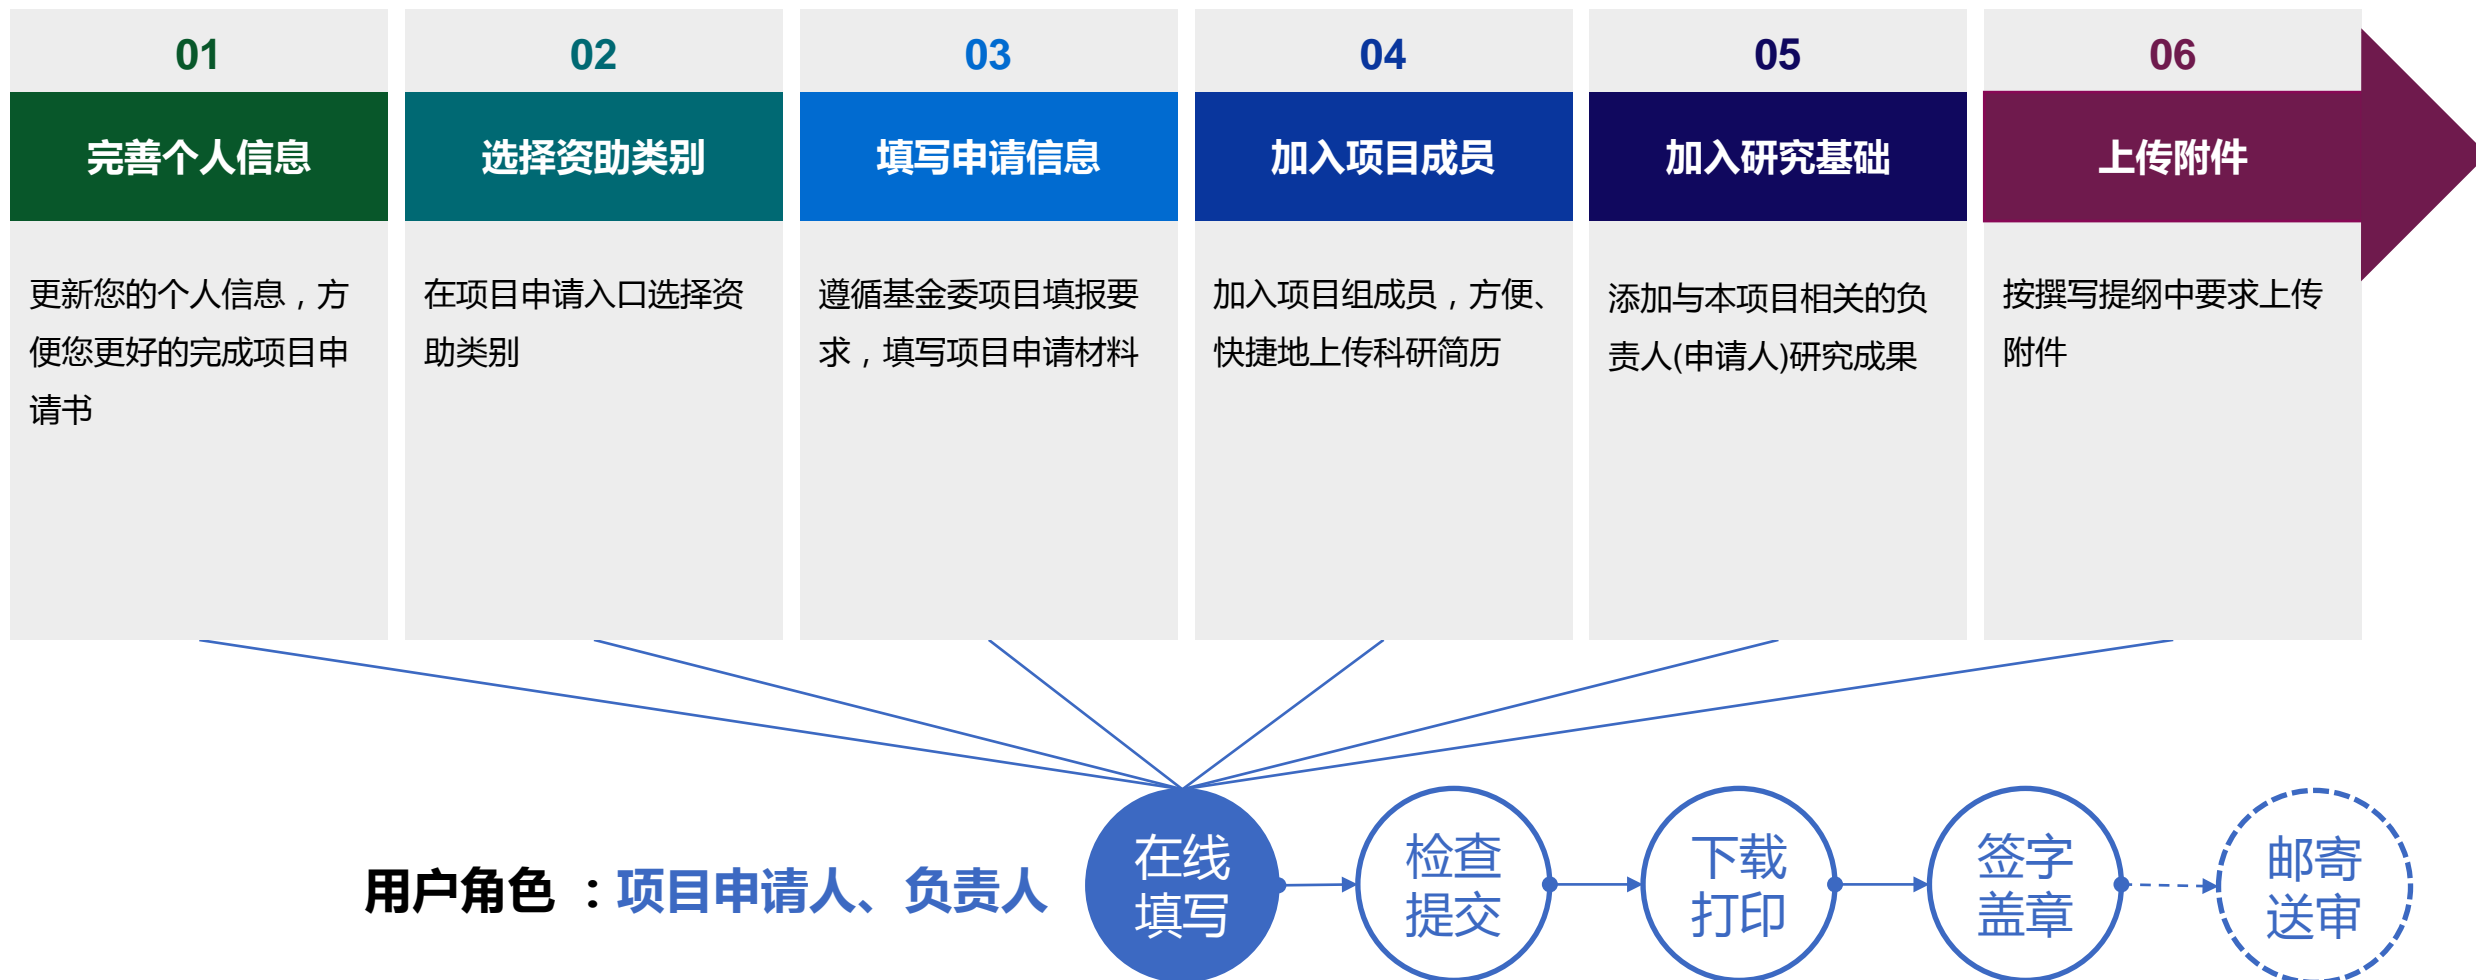 01
完善个人信息
更新您的个人信息，方
便您更好的完成项目申
请书
02
选择资助类别
在项目申请入口选择资
助类别
03
填写申请信息
遵循基金委项目填报要
求，填写项目申请材料
04
加入项目成员
加入项目组成员，方便、
快捷地上传科研简历
05
加入研究基础
添加与本项目相关的负
责人(申请人)研究成果
06
上传附件
按撰写提纲中要求上传
附件
用户角色 ：项目申请人、负责人
在线
填写
检查
提交
下载
打印
签字
盖章
邮寄
送审